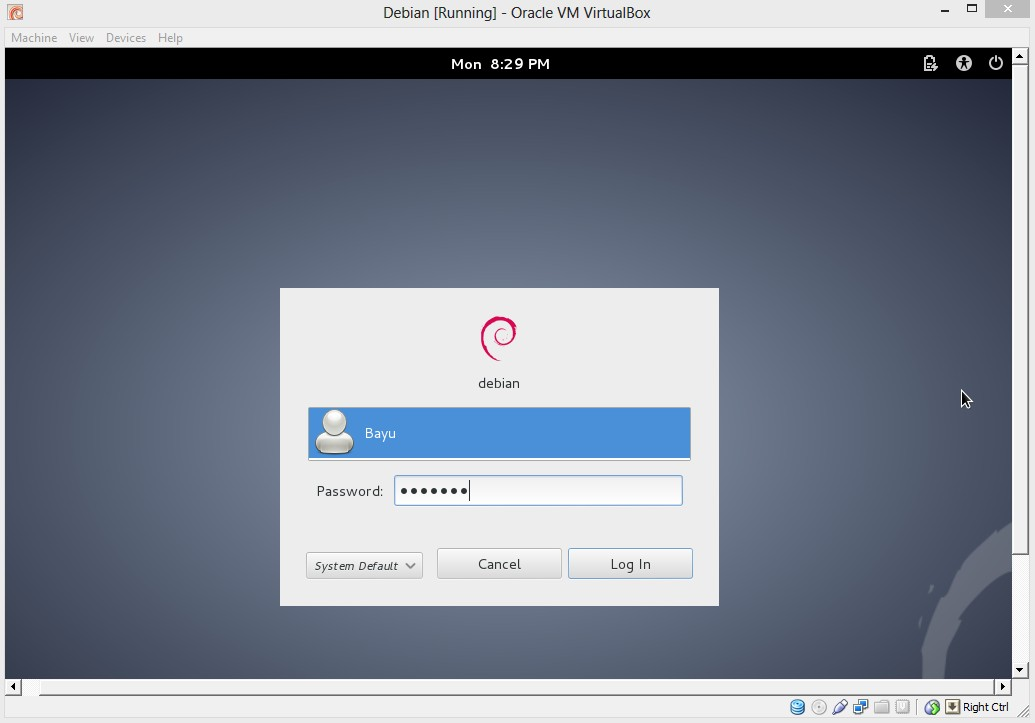 Debian [Running] - Oracle VM VirtualBox
Machine View Devices Help
Mon 8:29 PM
debian
Bayu
Password: •••••••
System Default Cancel Log In
Right Ctrl